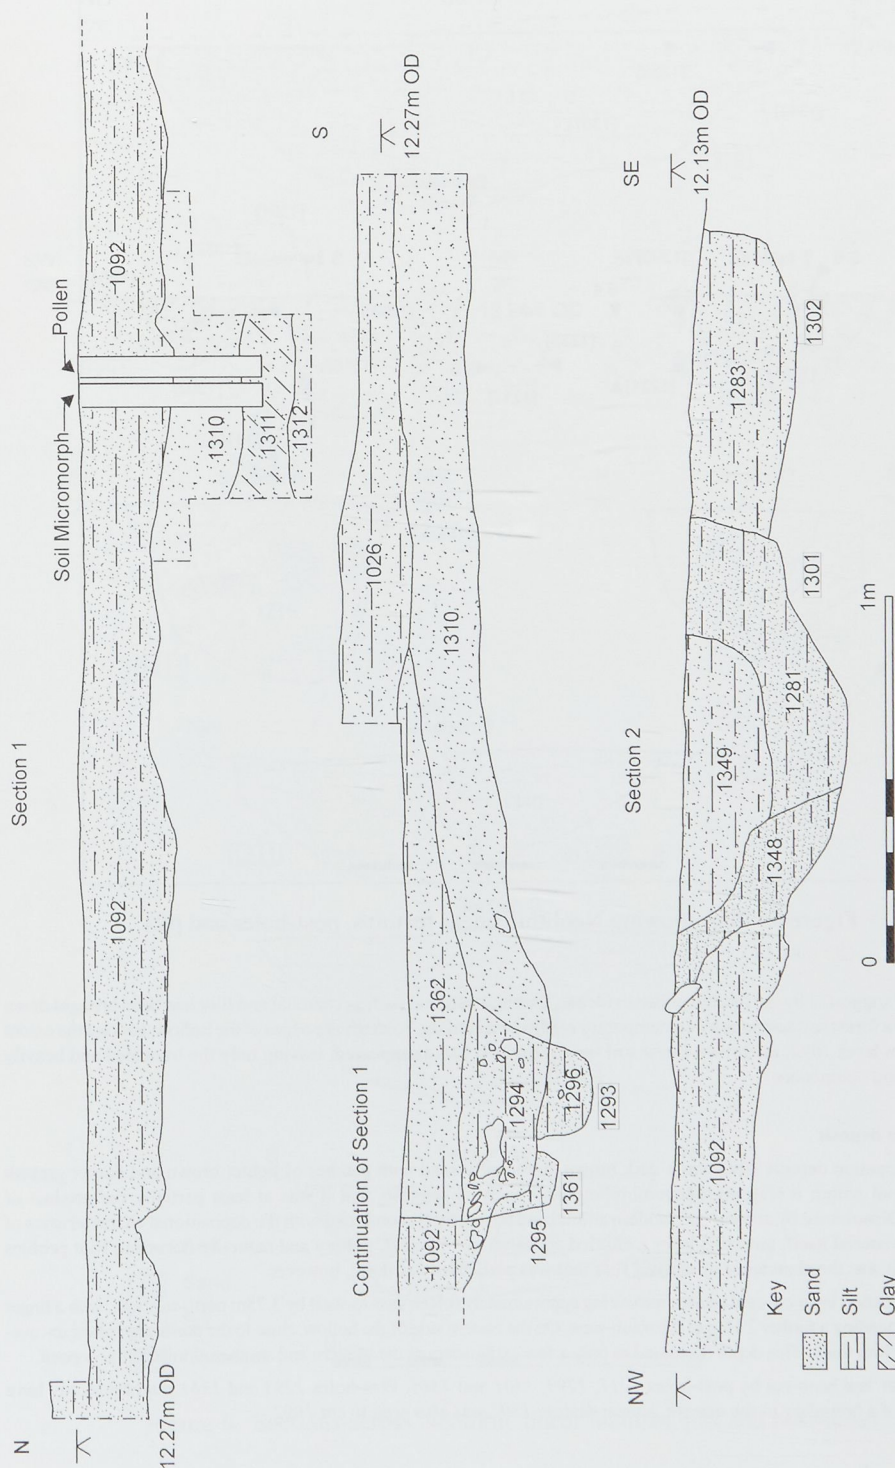 Section 1
N
12.27m OD
1092
Soil Micromorph
Pollen
1092
1310
1311
1312
Continuation of Section 1
S
12.27m OD
1092
1362
1026
1310
1294
1295
1296
1361
1293
Section 2
NW
SE
12.13m OD
1092
1348
1349
1281
1283
1301
1302
Key
Sand
Silt
Clay
0
1m